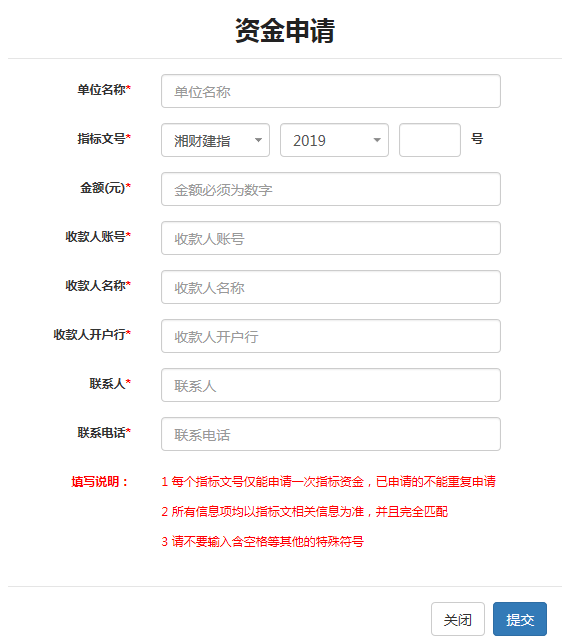 资金申请
单位名称* 单位名称
指标文号* 湘财建指 2019 号
金额(元)* 金额必须为数字
收款人账号* 收款人账号
收款人名称* 收款人名称
收款人开户行* 收款人开户行
联系人* 联系人
联系电话* 联系电话
填写说明： 1 每个指标文号仅能申请一次指标资金，已申请的不能重复申请
2 所有信息项均以指标文相关信息为准，并且完全匹配
3 请不要输入含空格等其他的特殊符号
关闭 提交